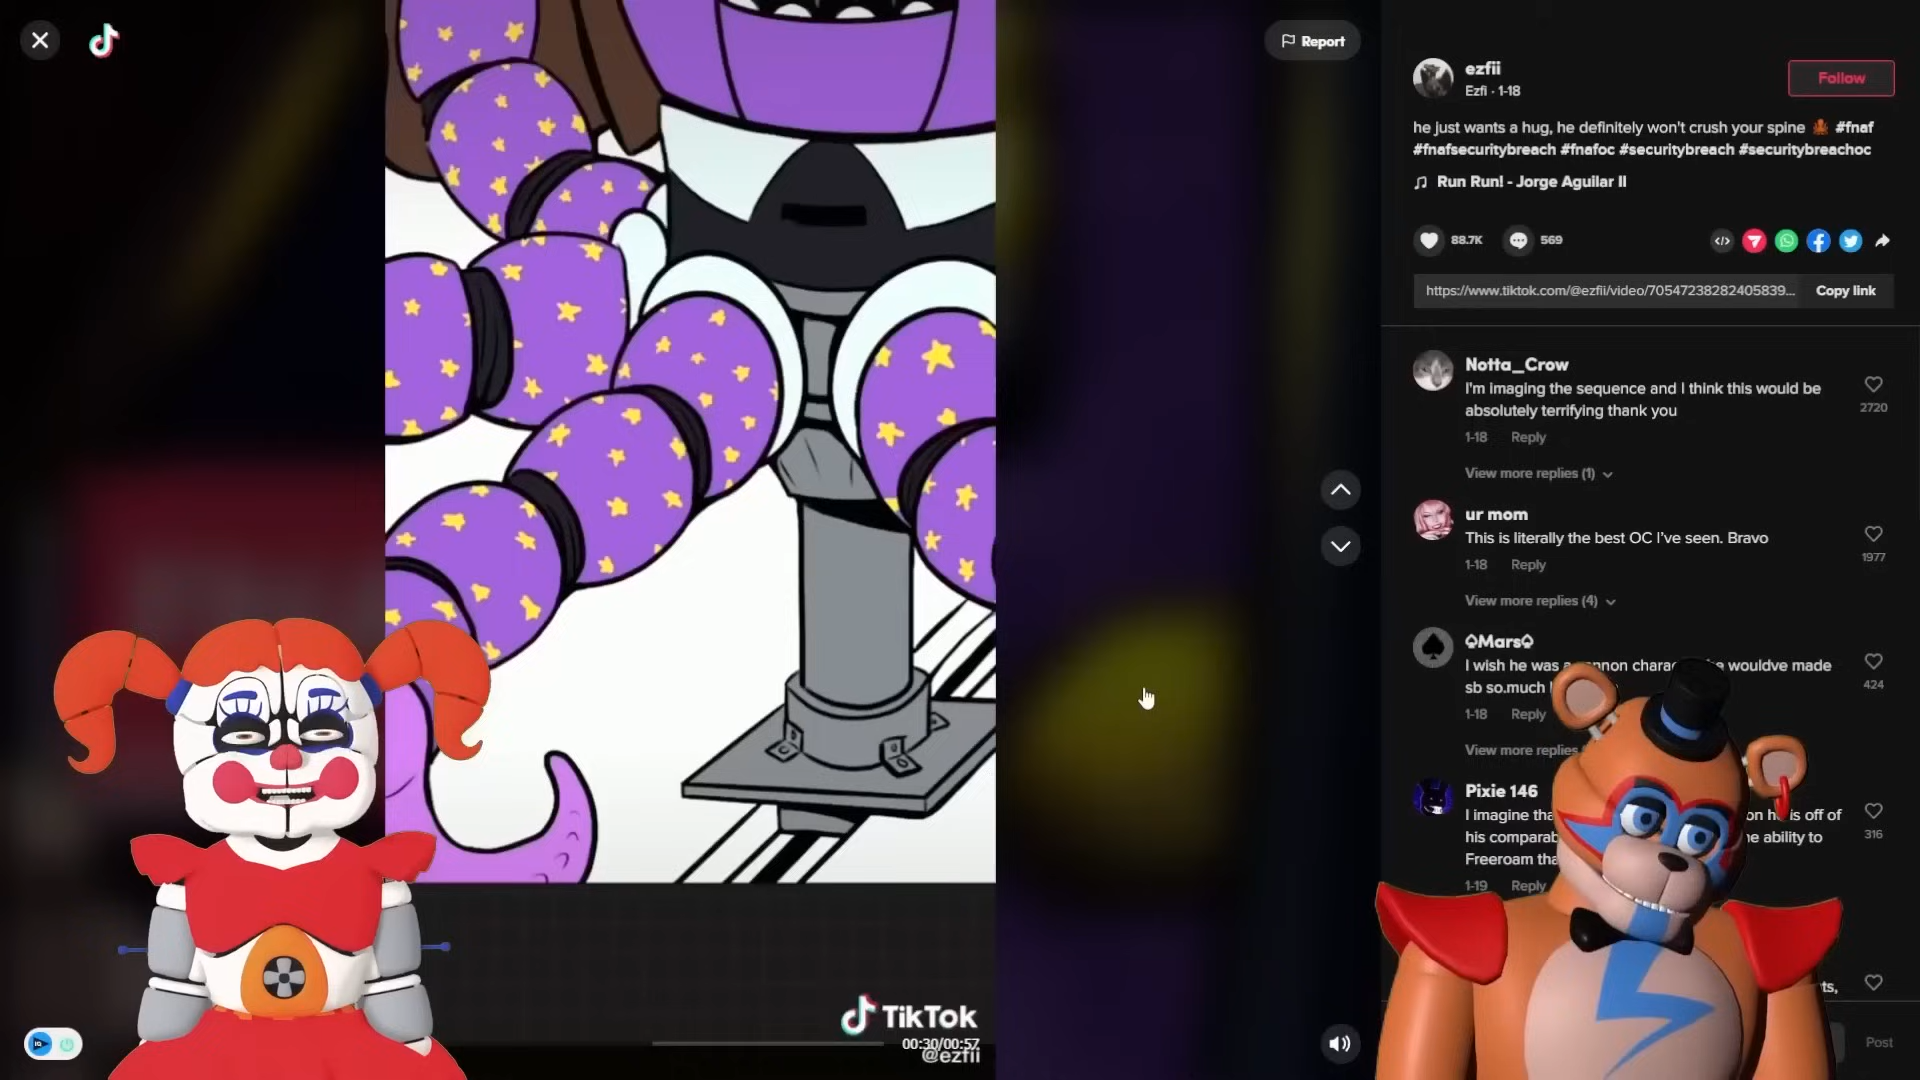 Report
ezfii
Ezfi · 1-18
Follow
he just wants a hug, he definitely won't crush your spine 🐙 #fnaf
#fnafsecuritybreach #fnafoc #securitybreach #securitybreachoc
Run Run! - Jorge Aguilar II
88.7K
569
https://www.tiktok.com/@ezfii/video/70547238282405839...
Copy link
Notta_Crow
I'm imaging the sequence and I think this would be
absolutely terrifying thank you
2720
1-18 Reply
View more replies (1)
ur mom
This is literally the best OC I've seen. Bravo
1977
1-18 Reply
View more replies (4)
♤Mars♤
I wish he was a wouldve made
sb so.much
424
1-18 Reply
View more replies
Pixie 146
I imagine is off of
his ability to
Freeroam
316
1-19 Reply
TikTok
00:30/00:57
@ezfii
Post